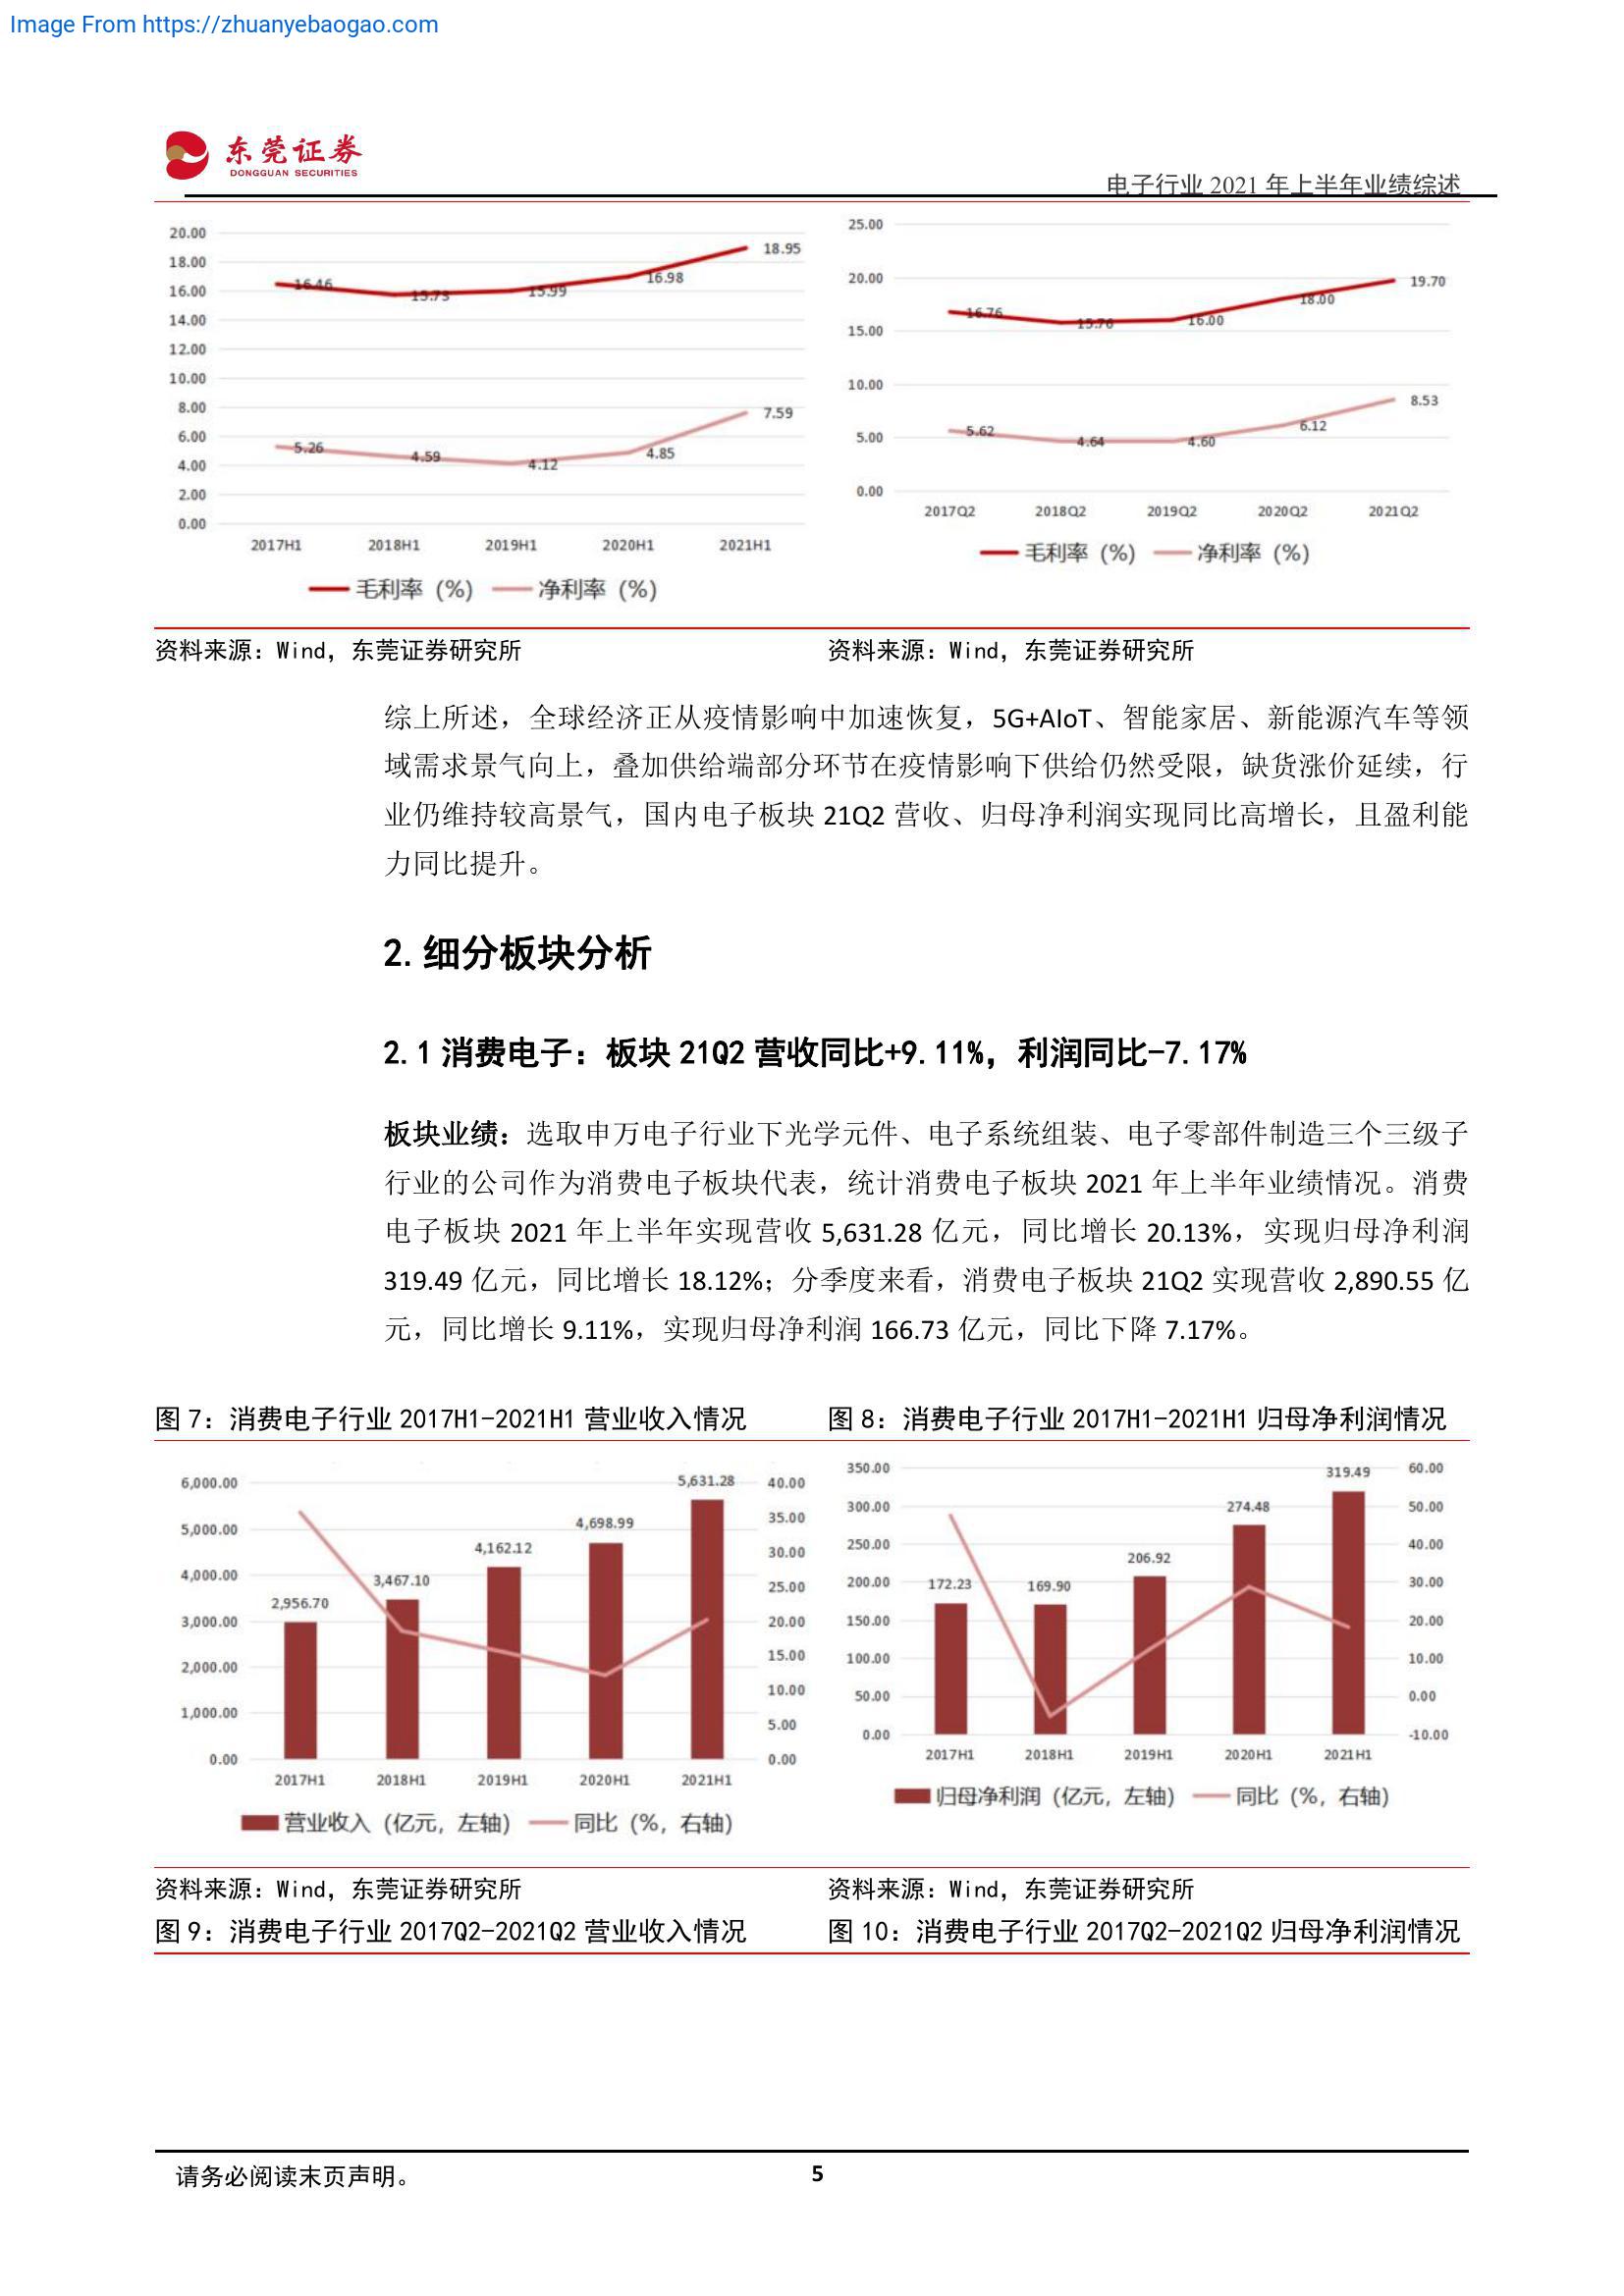 Image From https://zhuanyebaogao.com
东莞证券
DONGGUAN SECURITIES
电子行业 2021 年上半年业绩综述
20.00
18.00
16.00
14.00
12.00
10.00
8.00
6.00
4.00
2.00
0.00
16.46
15.73
15.99
16.98
18.95
5.26
4.59
4.12
4.85
7.59
2017H1 2018H1 2019H1 2020H1 2021H1
毛利率（%） 净利率（%）
25.00
20.00
15.00
10.00
5.00
0.00
16.76
15.76
16.00
18.00
19.70
5.62
4.64
4.60
6.12
8.53
2017Q2 2018Q2 2019Q2 2020Q2 2021Q2
毛利率（%） 净利率（%）
资料来源：Wind，东莞证券研究所 资料来源：Wind，东莞证券研究所
综上所述，全球经济正从疫情影响中加速恢复，5G+AIoT、智能家居、新能源汽车等领
域需求景气向上，叠加供给端部分环节在疫情影响下供给仍然受限，缺货涨价延续，行
业仍维持较高景气，国内电子板块 21Q2 营收、归母净利润实现同比高增长，且盈利能
力同比提升。
2. 细分板块分析
2.1 消费电子：板块 21Q2 营收同比+9.11%，利润同比-7.17%
板块业绩：选取申万电子行业下光学元件、电子系统组装、电子零部件制造三个三级子
行业的公司作为消费电子板块代表，统计消费电子板块 2021 年上半年业绩情况。消费
电子板块 2021 年上半年实现营收 5,631.28 亿元，同比增长 20.13%，实现归母净利润
319.49 亿元，同比增长 18.12%；分季度来看，消费电子板块 21Q2 实现营收 2,890.55 亿
元，同比增长 9.11%，实现归母净利润 166.73 亿元，同比下降 7.17%。
图 7：消费电子行业 2017H1-2021H1 营业收入情况 图 8：消费电子行业 2017H1-2021H1 归母净利润情况
6,000.00
5,000.00
4,000.00
3,000.00
2,000.00
1,000.00
0.00
2,956.70
3,467.10
4,162.12
4,698.99
5,631.28
40.00
35.00
30.00
25.00
20.00
15.00
10.00
5.00
0.00
2017H1 2018H1 2019H1 2020H1 2021H1
营业收入（亿元，左轴） 同比（%，右轴）
350.00
300.00
250.00
200.00
150.00
100.00
50.00
0.00
172.23
169.90
206.92
274.48
319.49
60.00
50.00
40.00
30.00
20.00
10.00
0.00
-10.00
2017H1 2018H1 2019H1 2020H1 2021H1
归母净利润（亿元，左轴） 同比（%，右轴）
资料来源：Wind，东莞证券研究所 资料来源：Wind，东莞证券研究所
图 9：消费电子行业 2017Q2-2021Q2 营业收入情况 图 10：消费电子行业 2017Q2-2021Q2 归母净利润情况
请务必阅读末页声明。 5